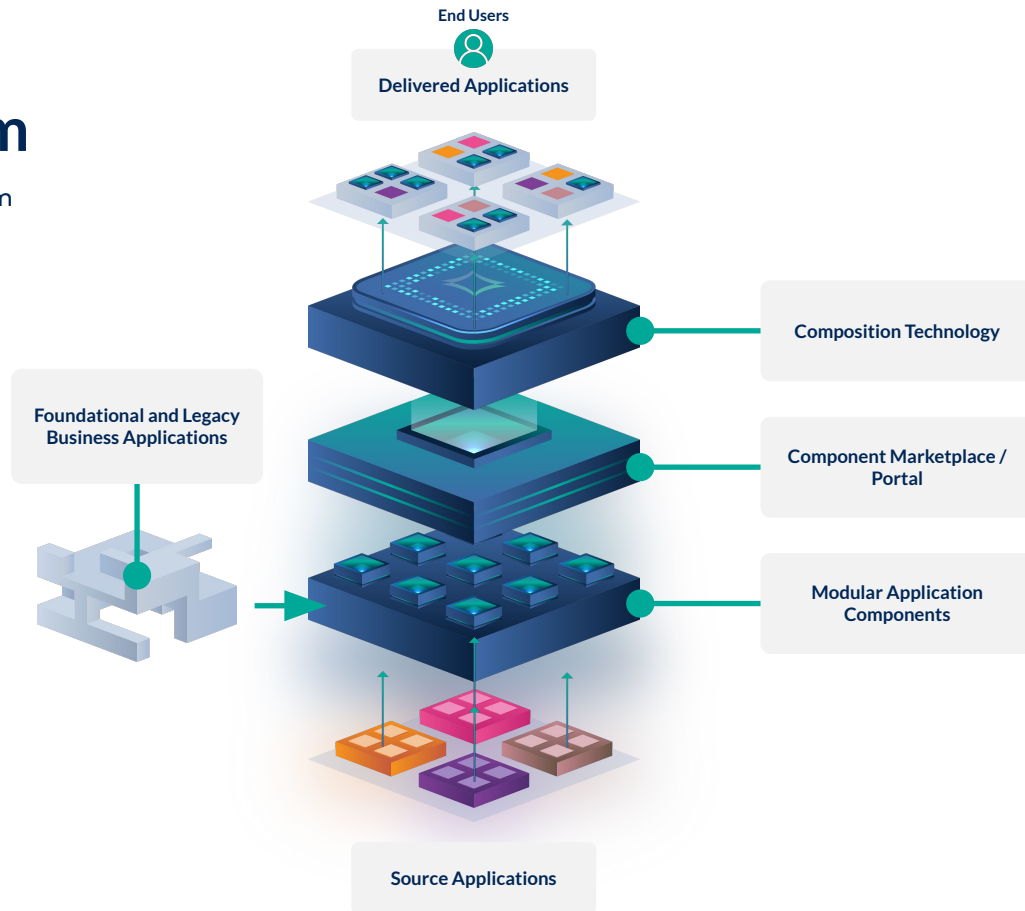 End Users
Delivered Applications
m
m
Composition Technology
Foundational and Legacy
Business Applications
Component Marketplace /
Portal
Modular Application
Components
Source Applications